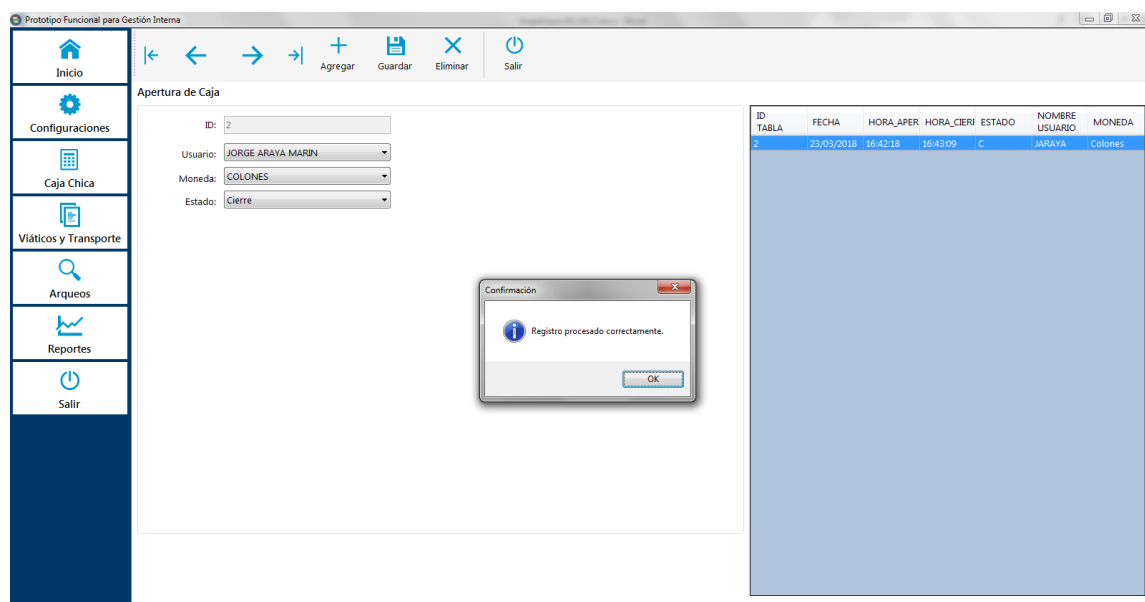 Prototipo Funcional para Gestión Interna
Inicio
Configuraciones
Caja Chica
Viáticos y Transporte
Arqueos
Reportes
Salir
Agregar
Guardar
Eliminar
Salir
Apertura de Caja
ID: 2
Usuario: JORGE ARAYA MARIN
Moneda: COLONES
Estado: Cierre
Confirmación
Registro procesado correctamente.
OK
ID TABLA FECHA HORA_APER HORA_CIERI ESTADO NOMBRE USUARIO MONEDA
2 23/03/2018 16:42:18 16:43:09 C JARAYA Colones